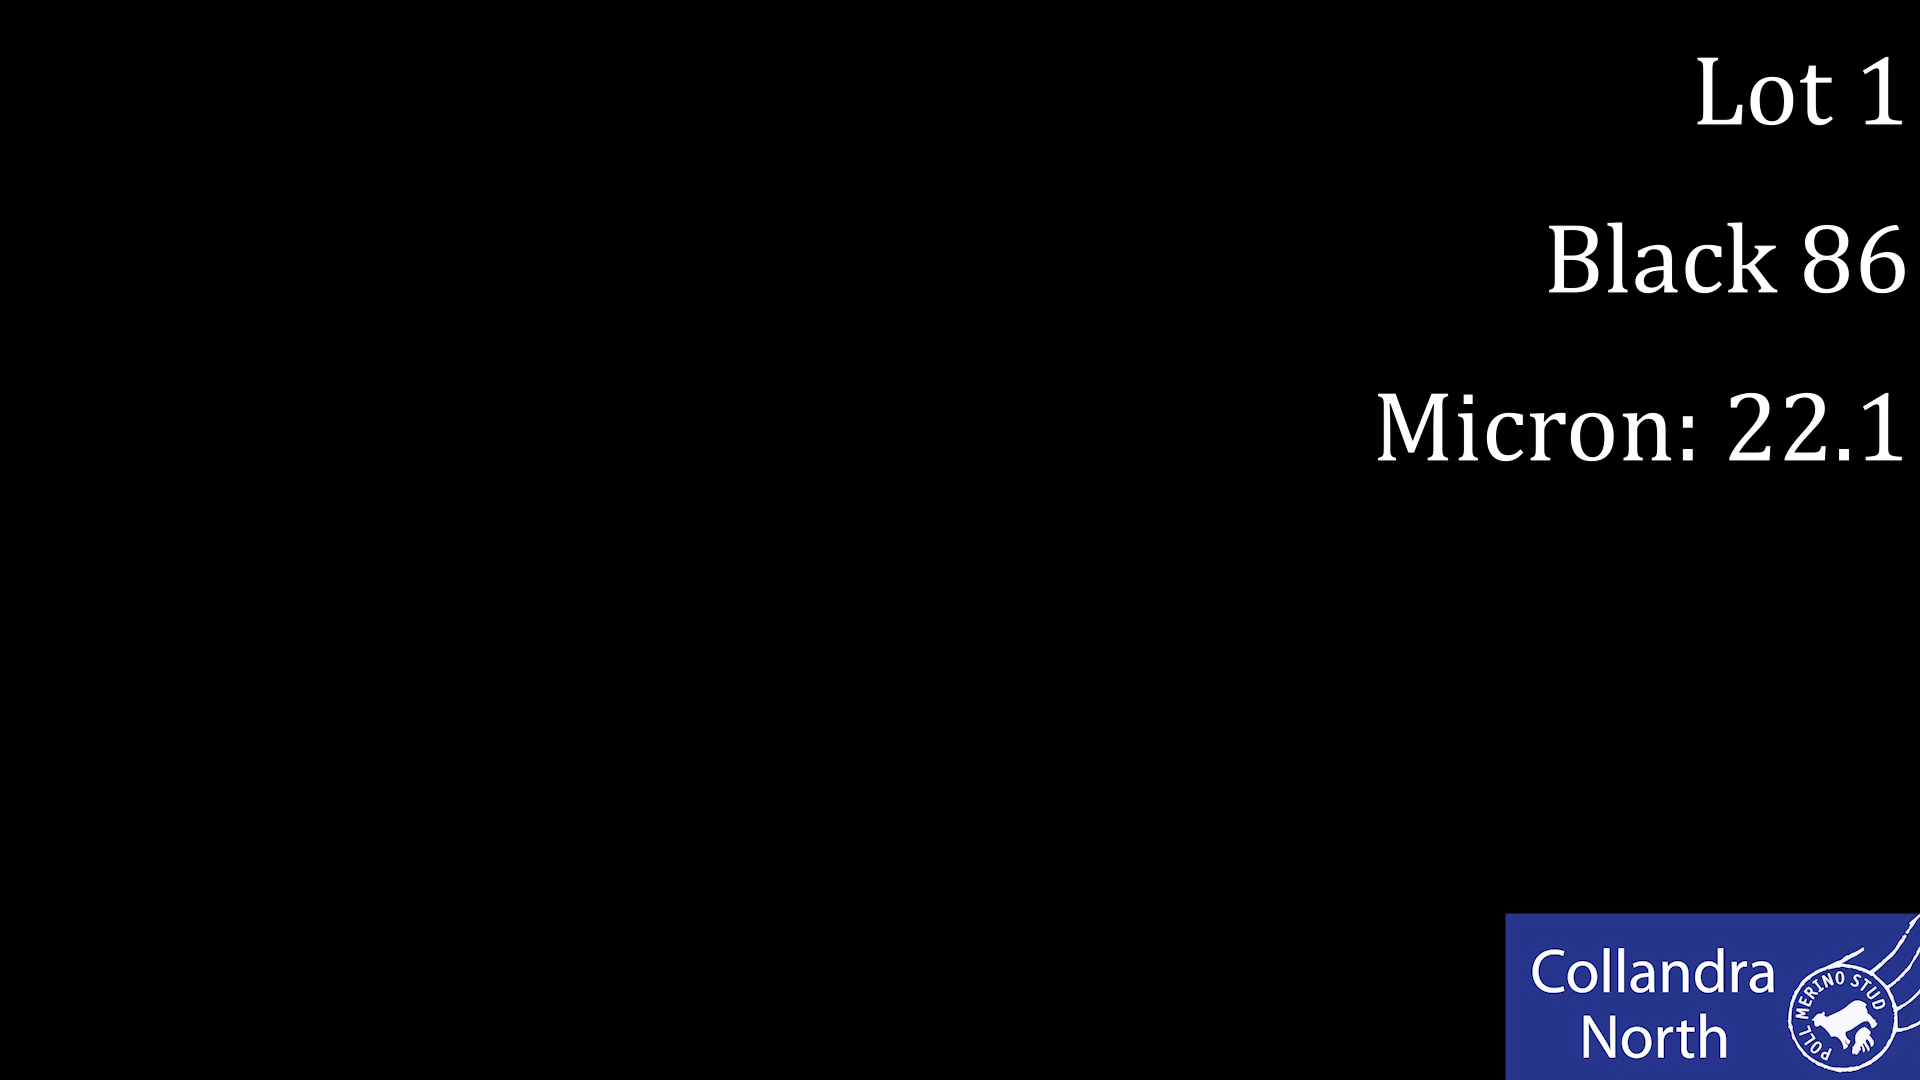 Lot 1
Black 86
Micron: 22.1
Collandra
North
POLL MERINO STUD